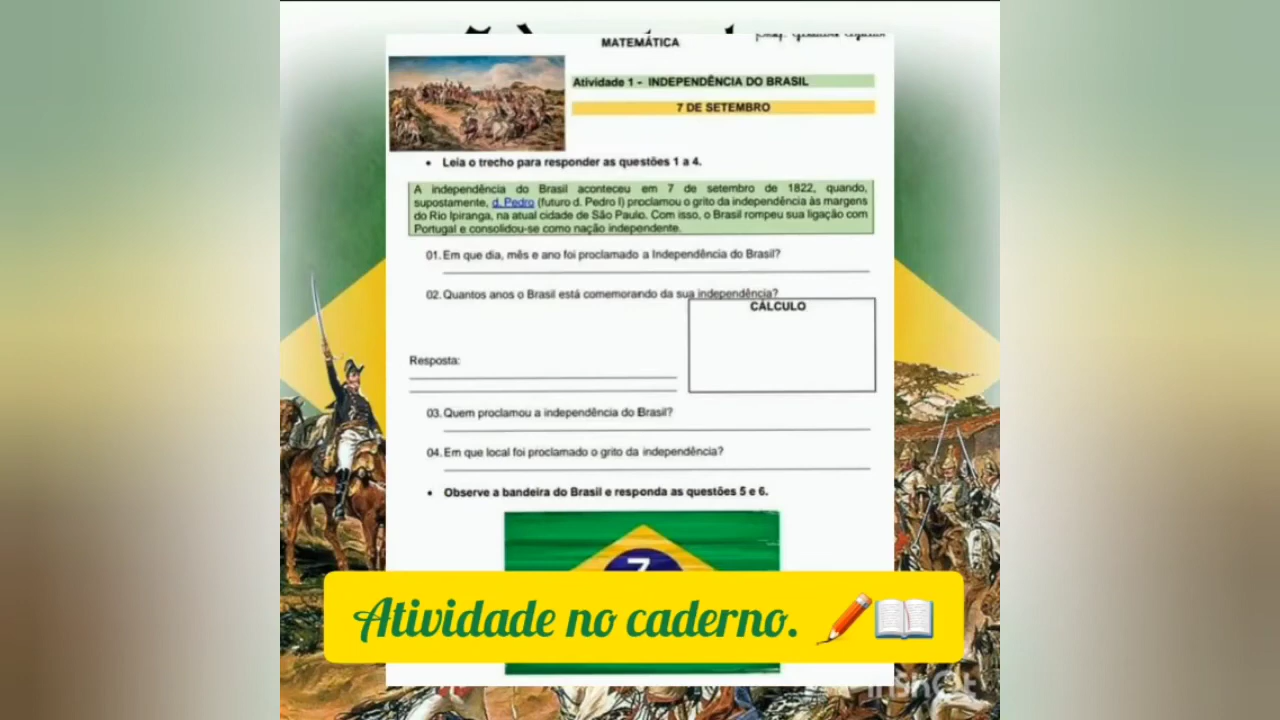 MATEMÁTICA
Atividade 1 - INDEPENDÊNCIA DO BRASIL
7 DE SETEMBRO
• Leia o trecho para responder as questões 1 a 4.
A independência do Brasil aconteceu em 7 de setembro de 1822, quando,
supostamente, d. Pedro (futuro d. Pedro I) proclamou o grito da independência às margens
do Rio Ipiranga, na atual cidade de São Paulo. Com isso, o Brasil rompeu sua ligação com
Portugal e consolidou-se como nação independente.
01. Em que dia, mês e ano foi proclamado a Independência do Brasil?
02. Quantos anos o Brasil está comemorando da sua independência?
CÁLCULO
Resposta:
03. Quem proclamou a independência do Brasil?
04. Em que local foi proclamado o grito da independência?
• Observe a bandeira do Brasil e responda as questões 5 e 6.
7
Atividade no caderno.